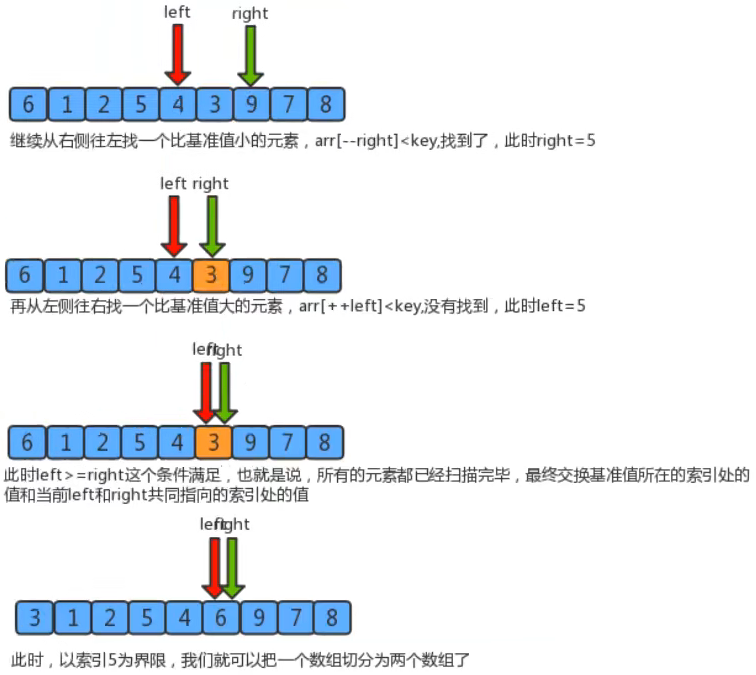 left right
6 1 2 5 4 3 9 7 8
继续从右侧往左找一个比基准值小的元素，arr[--right]<key,找到了，此时right=5
left right
6 1 2 5 4 3 9 7 8
再从左侧往右找一个比基准值大的元素，arr[++left]<key,没有找到，此时left=5
left right
6 1 2 5 4 3 9 7 8
此时left>=right这个条件满足，也就是说，所有的元素都已经扫描完毕，最终交换基准值所在的索引处的
值和当前left和right共同指向的索引处的值
left right
3 1 2 5 4 6 9 7 8
此时，以索引5为界限，我们就可以把一个数组切分为两个数组了